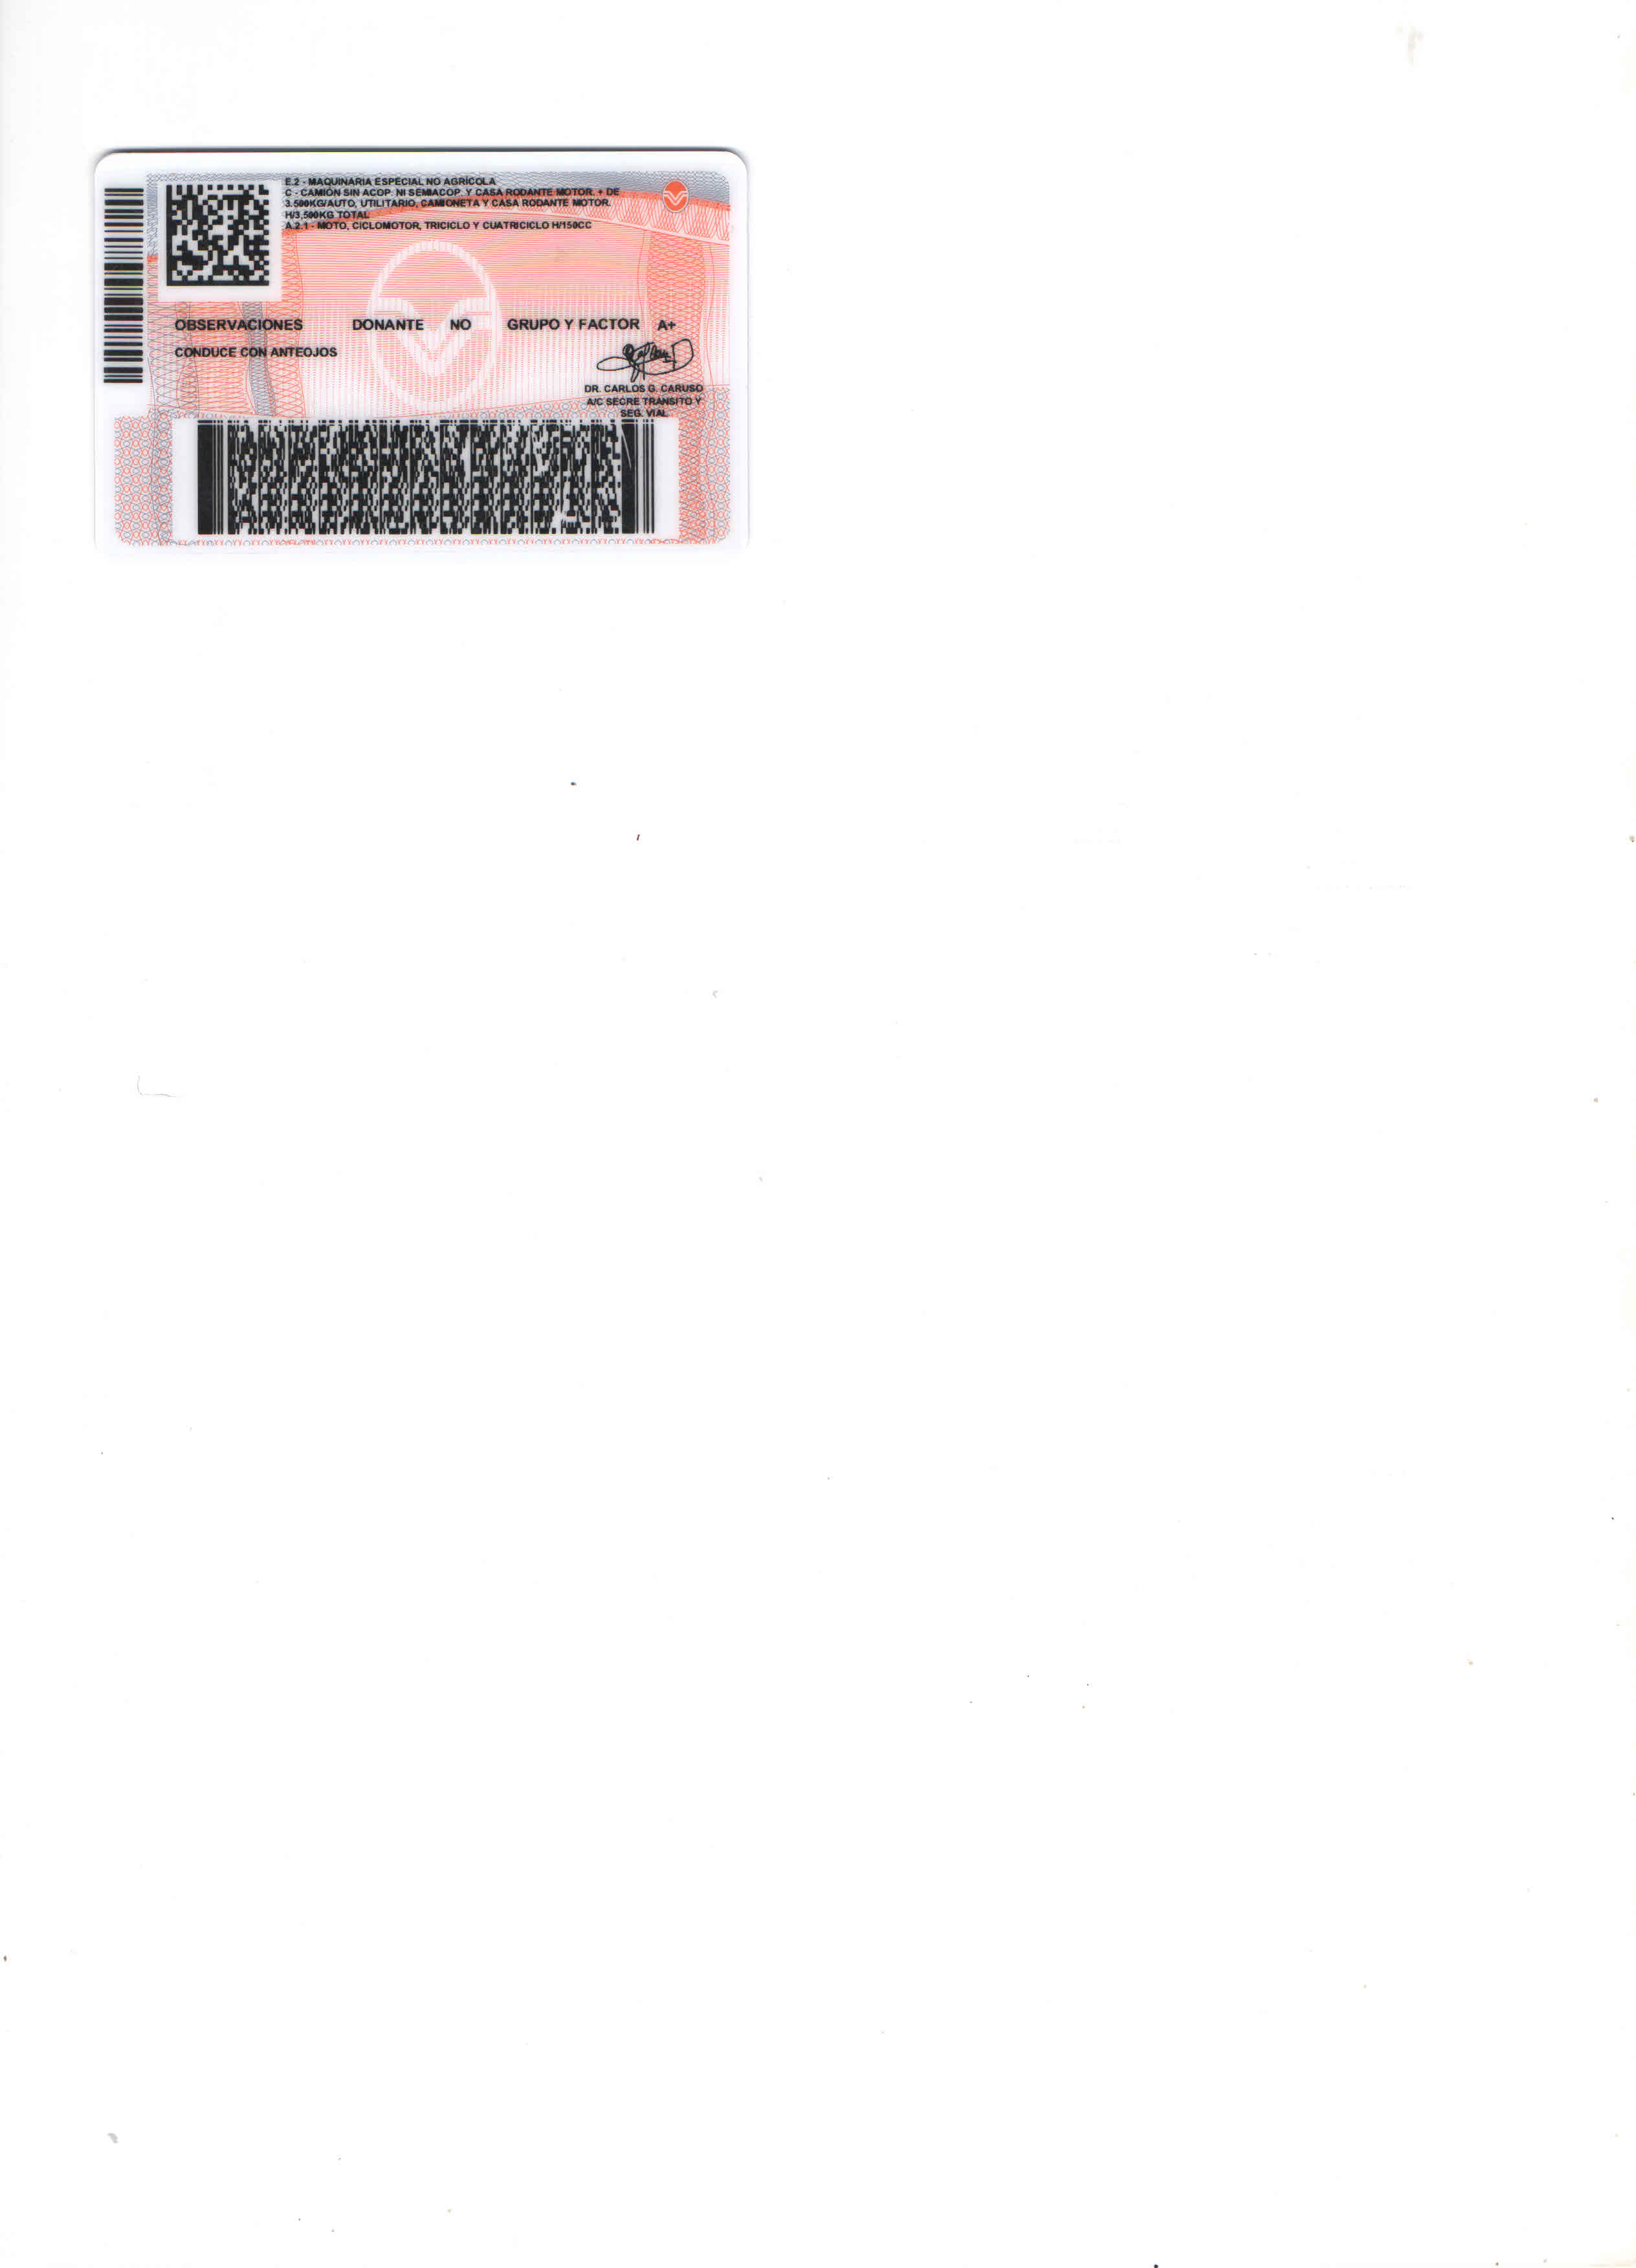 E.2 - MAQUINARIA ESPECIAL NO AGRÍCOLA
C - CAMIÓN SIN ACOP. NI SEMIACOP. Y CASA RODANTE MOTOR. + DE
3.500KG/AUTO, UTILITARIO, CAMIONETA Y CASA RODANTE MOTOR.
H/3.500KG TOTAL
A.2.1 - MOTO, CICLOMOTOR, TRICICLO Y CUATRICICLO H/150CC
OBSERVACIONES DONANTE NO GRUPO Y FACTOR A+
CONDUCE CON ANTEOJOS
DR. CARLOS G. CARUSO
A/C SECRE TRANSITO Y
SEG. VIAL